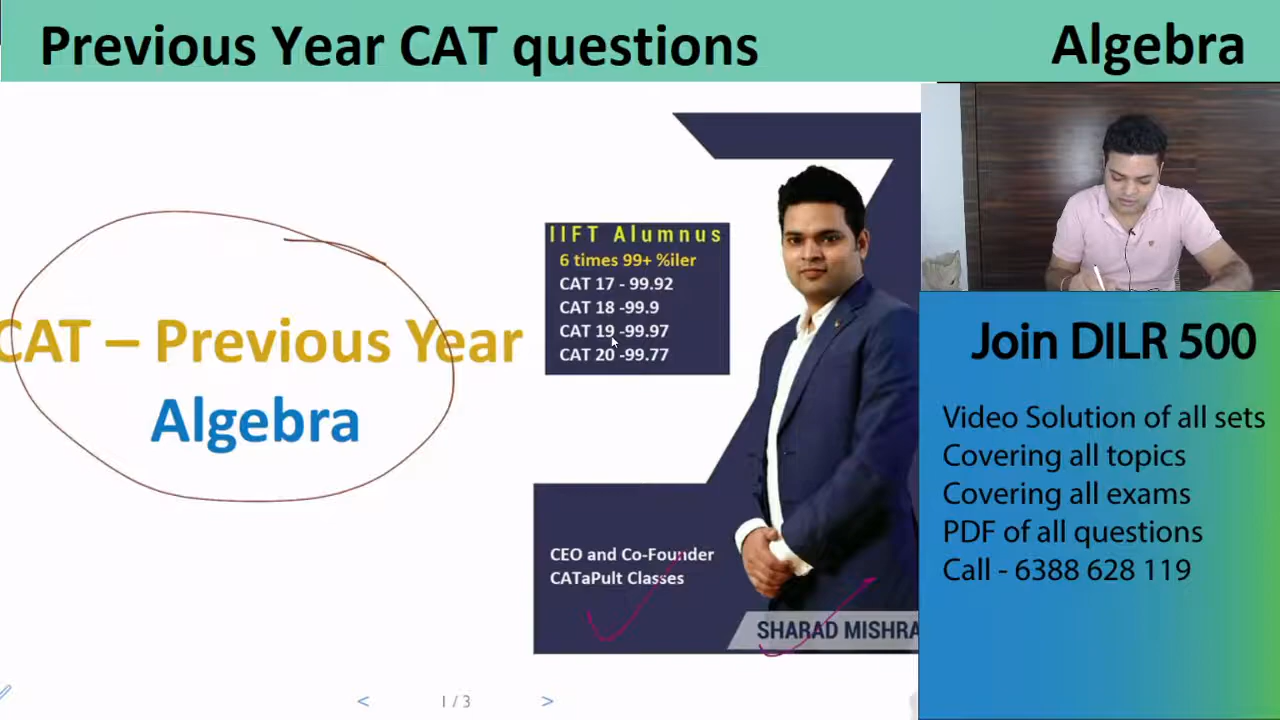 Previous Year CAT questions
Algebra
CAT – Previous Year
Algebra
IIFT Alumnus
6 times 99+ %iler
CAT 17 - 99.92
CAT 18 -99.9
CAT 19 -99.97
CAT 20 -99.77
CEO and Co-Founder
CATaPult Classes
SHARAD MISHRA
1 / 3
Join DILR 500
Video Solution of all sets
Covering all topics
Covering all exams
PDF of all questions
Call - 6388 628 119